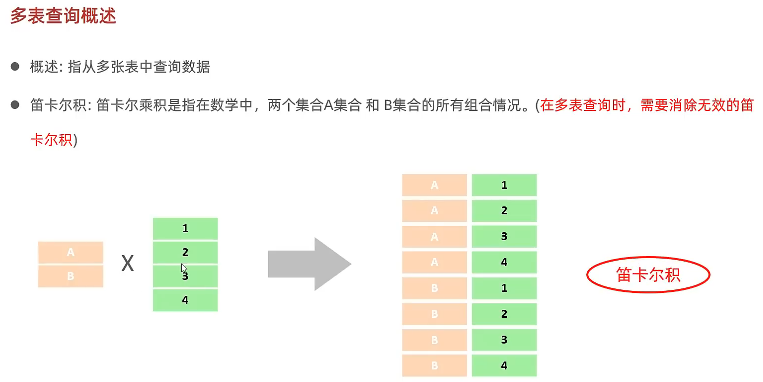 多表查询概述
概述: 指从多张表中查询数据
笛卡尔积: 笛卡尔乘积是指在数学中，两个集合A集合 和 B集合的所有组合情况。(在多表查询时，需要消除无效的笛
卡尔积)
A
B
X
1
2
3
4
A 1
A 2
A 3
A 4
B 1
B 2
B 3
B 4
笛卡尔积